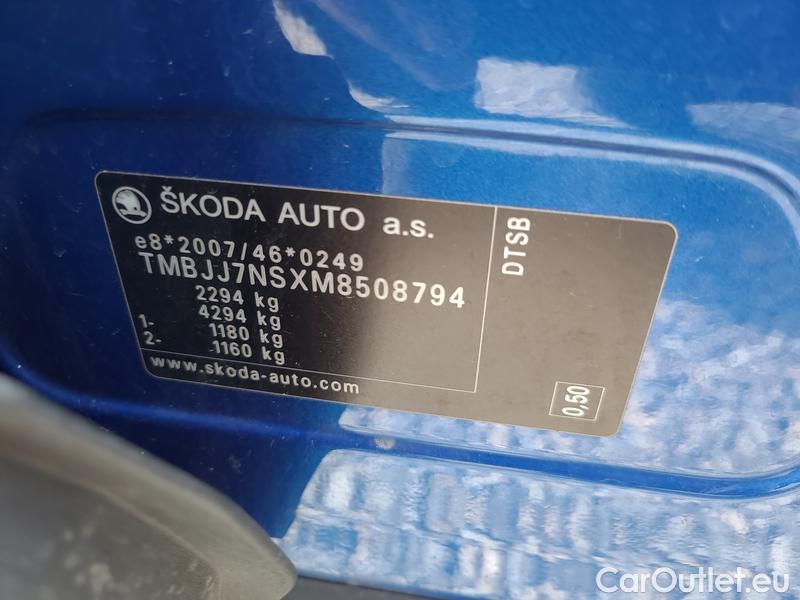 ŠKODA AUTO a.s.
e8*2007/46*0249
TMBJJ7NSXM8508794
2294 kg
4294 kg
1- 1180 kg
2- 1160 kg
www.skoda-auto.com
DTSB
0,50
CarOutlet.eu